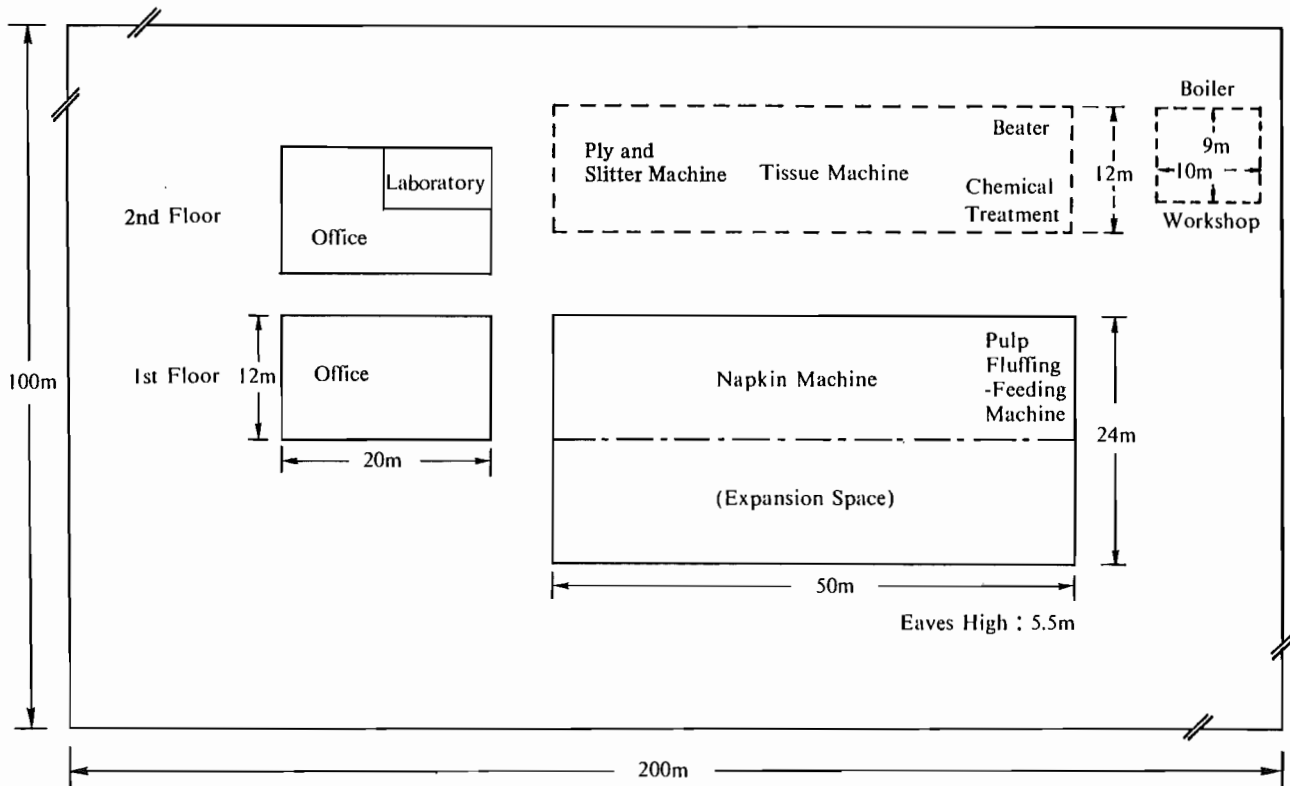 Boiler
Beater
Ply and
Slitter Machine
Tissue Machine
12m
9m
10m
Laboratory
Chemical
Treatment
Workshop
2nd Floor
Office
100m
1st Floor
12m
Office
Napkin Machine
Pulp
Fluffing
-Feeding
Machine
24m
20m
(Expansion Space)
50m
Eaves High : 5.5m
200m